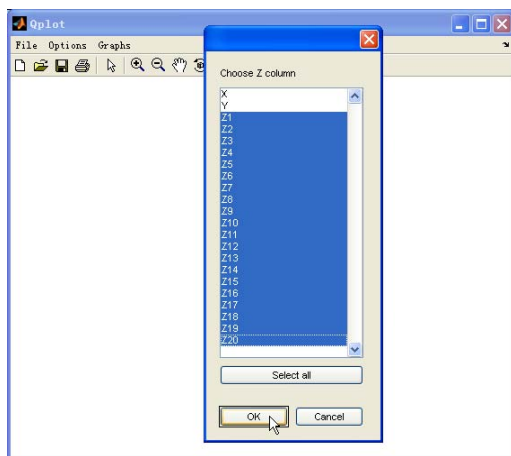 Qplot
File Options Graphs
Choose Z column
X
Y
Z1
Z2
Z3
Z4
Z5
Z6
Z7
Z8
Z9
Z10
Z11
Z12
Z13
Z14
Z15
Z16
Z17
Z18
Z19
Z20
Select all
OK Cancel